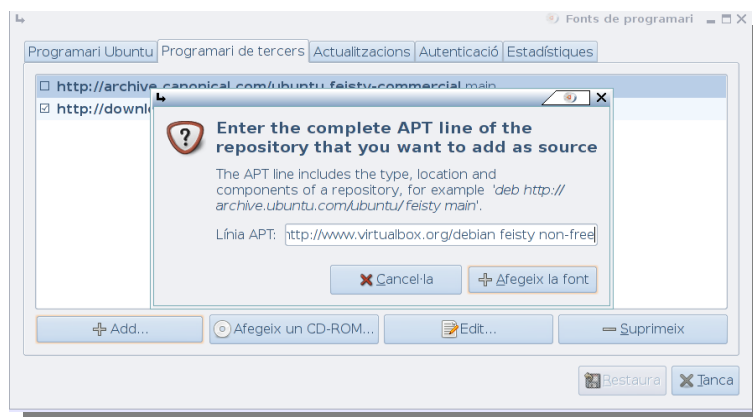 Fonts de programari
Programari Ubuntu Programari de tercers Actualitzacions Autenticació Estadístiques
http://archive.canonical.com/ubuntu feisty-commercial main
http://downl
Enter the complete APT line of the
repository that you want to add as source
The APT line includes the type, location and
components of a repository, for example 'deb http://
archive.ubuntu.com/ubuntu/ feisty main'.
Línia APT: http://www.virtualbox.org/debian feisty non-free
Cancel·la Afegeix la font
Add... Afegeix un CD-ROM... Edit... Suprimeix
Restaura Tanca